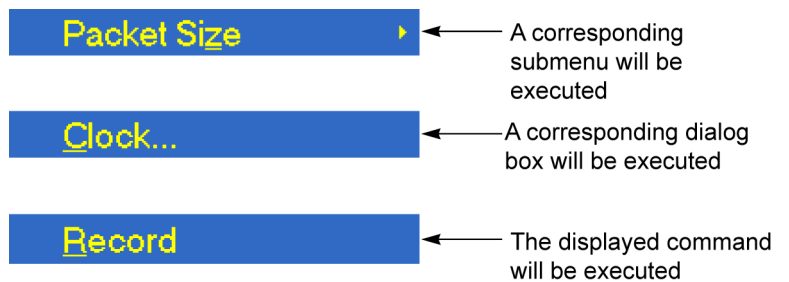 Packet Size
A corresponding
submenu will be
executed
Clock...
A corresponding dialog
box will be executed
Record
The displayed command
will be executed